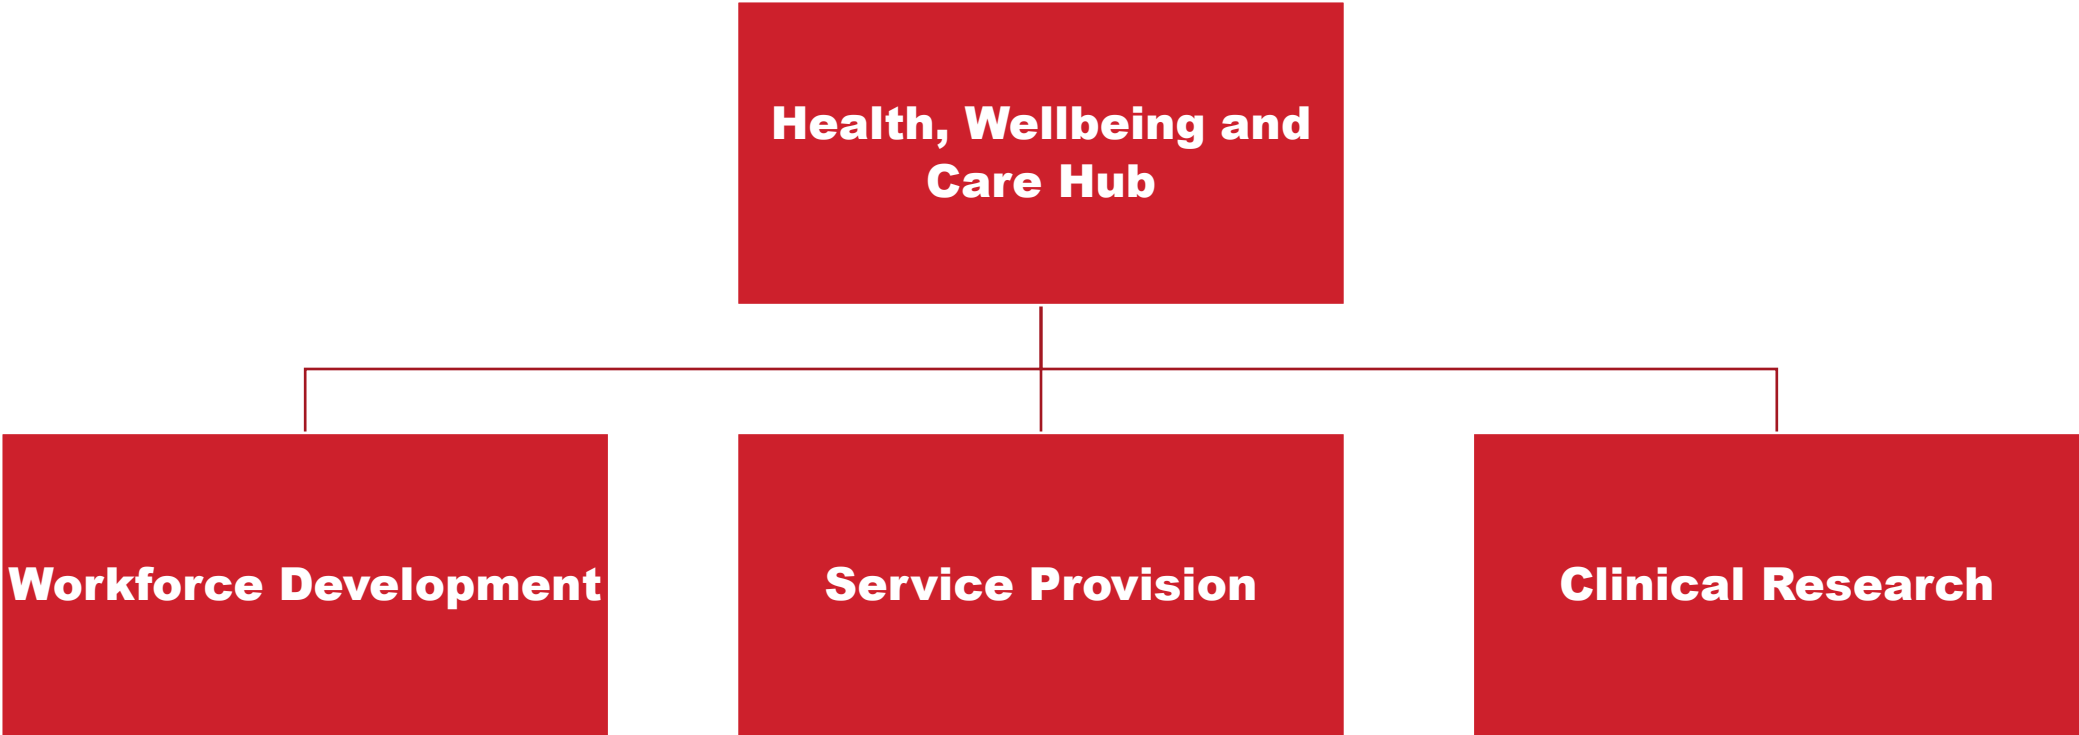 Health, Wellbeing and
Care Hub
Workforce Development
Service Provision
Clinical Research